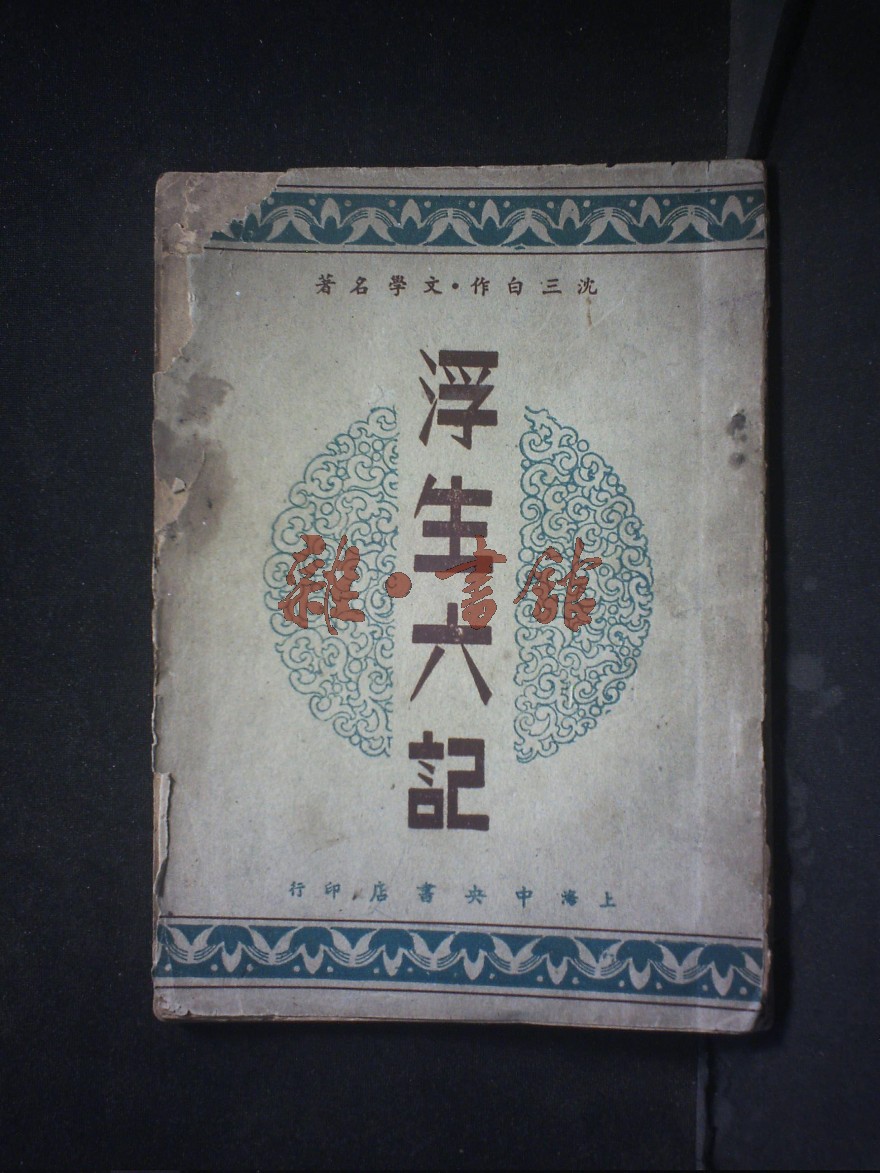 沈三白作·文學名著
浮生六記
雜·書館
上海中央書店印行